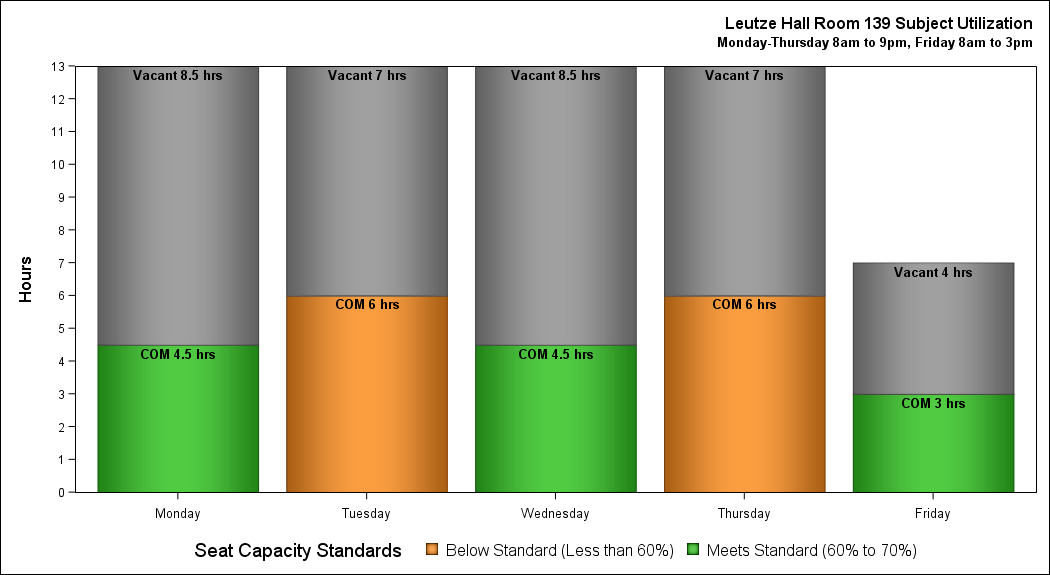 Leutze Hall Room 139 Subject Utilization
Monday-Thursday 8am to 9pm, Friday 8am to 3pm
Hours
13
12
11
10
9
8
7
6
5
4
3
2
1
0
Vacant 8.5 hrs
COM 4.5 hrs
Vacant 7 hrs
COM 6 hrs
Vacant 8.5 hrs
COM 4.5 hrs
Vacant 7 hrs
COM 6 hrs
Vacant 4 hrs
COM 3 hrs
Monday Tuesday Wednesday Thursday Friday
Seat Capacity Standards Below Standard (Less than 60%) Meets Standard (60% to 70%)